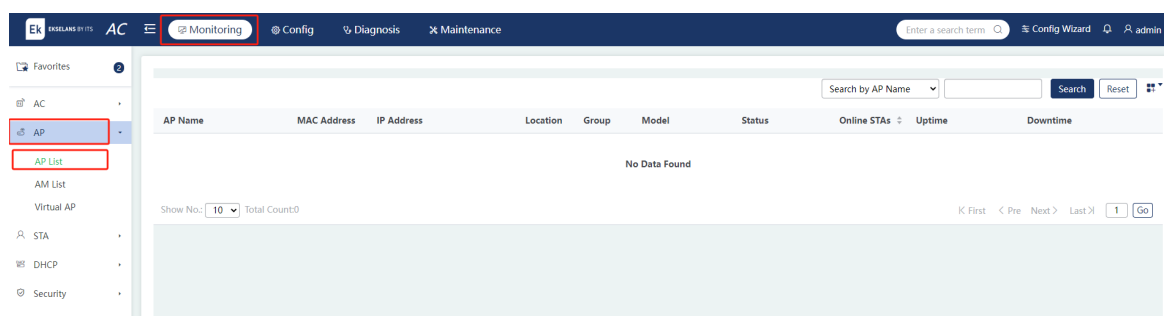 Ek EKSELANS BY ITS AC Monitoring Config Diagnosis Maintenance Enter a search term Config Wizard admin
Favorites 2
Search by AP Name Search Reset
AC
AP Name MAC Address IP Address Location Group Model Status Online STAs Uptime Downtime
AP
AP List
No Data Found
AM List
Virtual AP
Show No.: 10 Total Count:0 First Pre Next Last 1 Go
STA
DHCP
Security